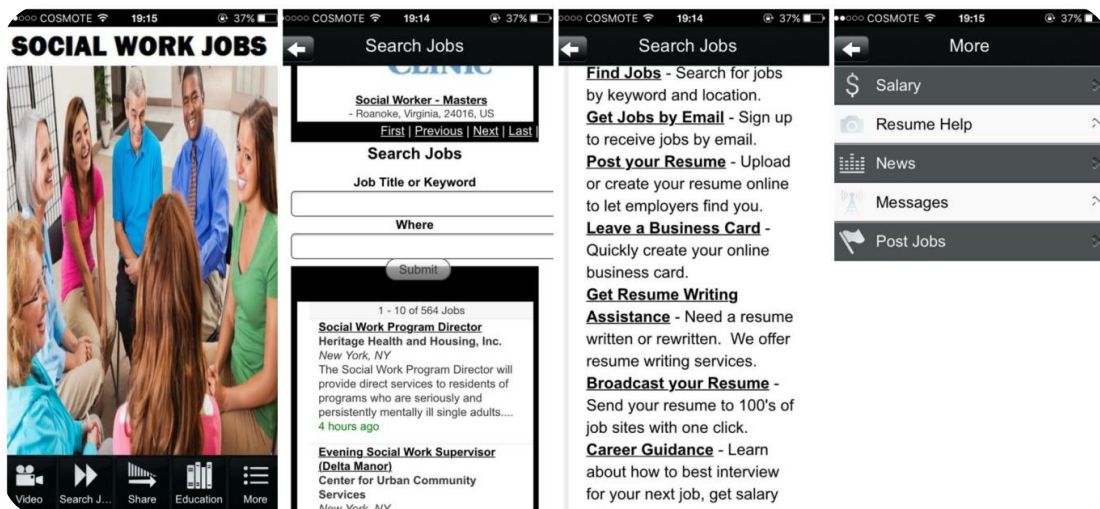 COSMOTE 19:15 37%
SOCIAL WORK JOBS
Video
Search J...
Share
Education
More
COSMOTE 19:14 37%
Search Jobs
CLINIC
Social Worker - Masters
- Roanoke, Virginia, 24016, US
First | Previous | Next | Last |
Search Jobs
Job Title or Keyword
Where
Submit
1 - 10 of 564 Jobs
Social Work Program Director
Heritage Health and Housing, Inc.
New York, NY
The Social Work Program Director will
provide direct services to residents of
programs who are seriously and
persistently mentally ill single adults....
4 hours ago
Evening Social Work Supervisor
(Delta Manor)
Center for Urban Community
Services
New York, NY
COSMOTE 19:14 37%
Search Jobs
Find Jobs - Search for jobs
by keyword and location.
Get Jobs by Email - Sign up
to receive jobs by email.
Post your Resume - Upload
or create your resume online
to let employers find you.
Leave a Business Card -
Quickly create your online
business card.
Get Resume Writing
Assistance - Need a resume
written or rewritten. We offer
resume writing services.
Broadcast your Resume -
Send your resume to 100's of
job sites with one click.
Career Guidance - Learn
about how to best interview
for your next job, get salary
COSMOTE 19:15 37%
More
Salary
Resume Help
News
Messages
Post Jobs